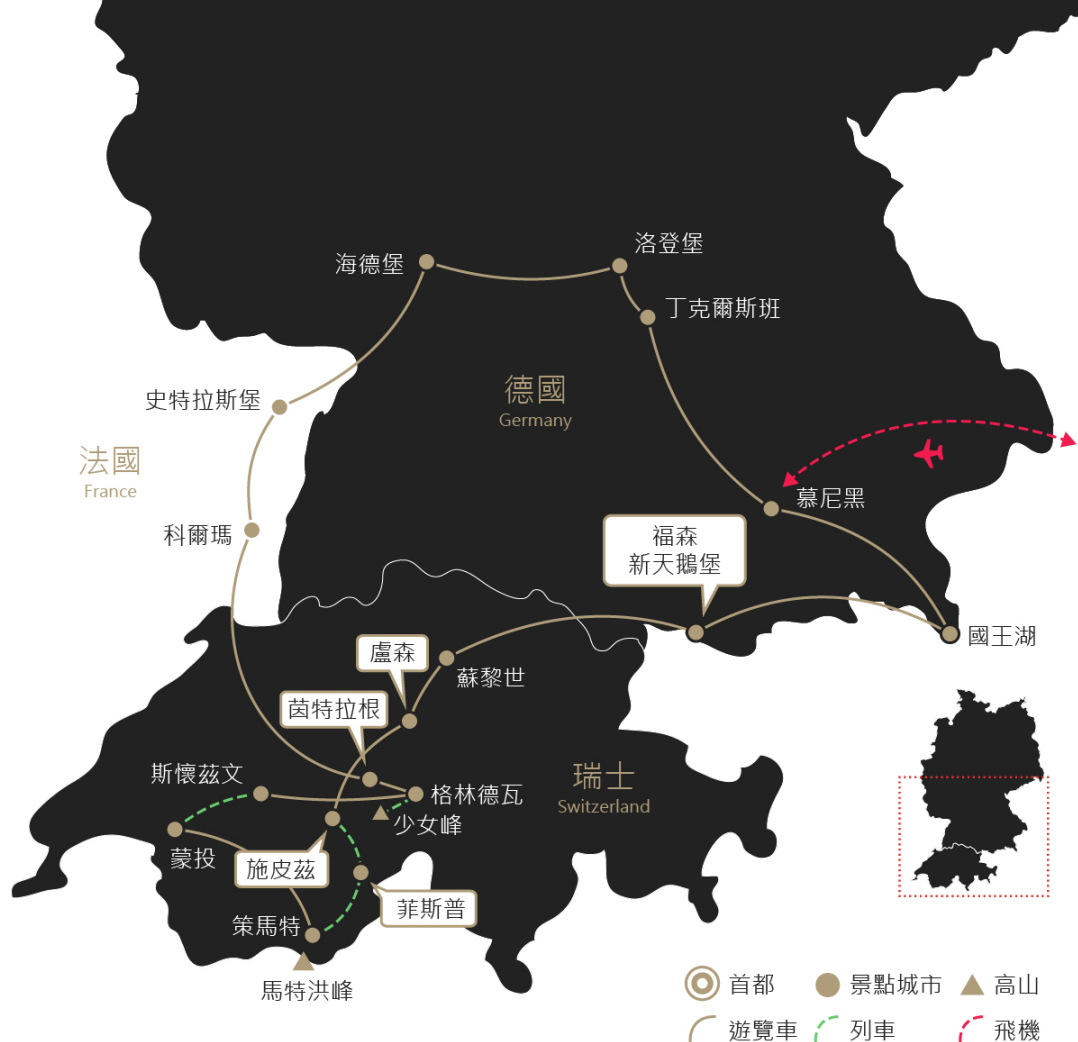 洛登堡
海德堡
丁克爾斯班
德國
Germany
史特拉斯堡
法國
France
慕尼黑
科爾瑪
福森
新天鵝堡
國王湖
盧森
蘇黎世
茵特拉根
斯懷茲文
瑞士
Switzerland
格林德瓦
少女峰
蒙投
施皮茲
菲斯普
策馬特
馬特洪峰
首都
景點城市
高山
遊覽車
列車
飛機